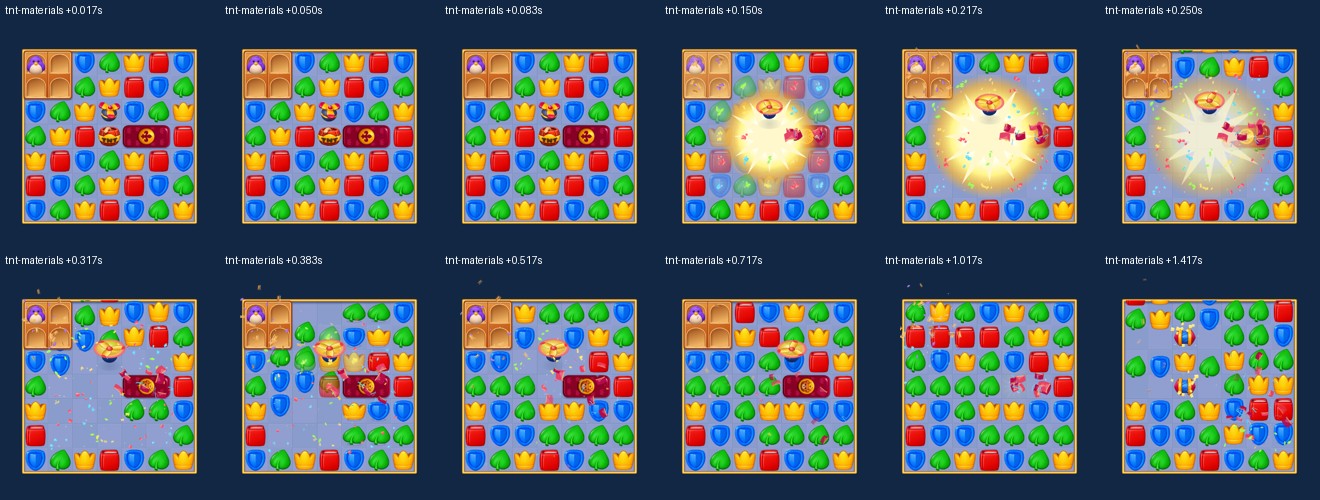 tnt-materials +0.017s
tnt-materials +0.050s
tnt-materials +0.083s
tnt-materials +0.150s
tnt-materials +0.217s
tnt-materials +0.250s
tnt-materials +0.317s
tnt-materials +0.383s
tnt-materials +0.517s
tnt-materials +0.717s
tnt-materials +1.017s
tnt-materials +1.417s